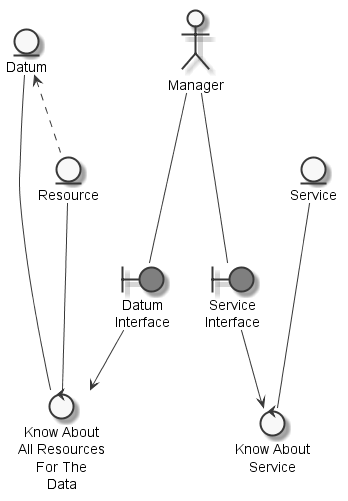 Datum
Manager
Resource
Service
Datum
Interface
Service
Interface
Know About
All Resources
For The
Data
Know About
Service